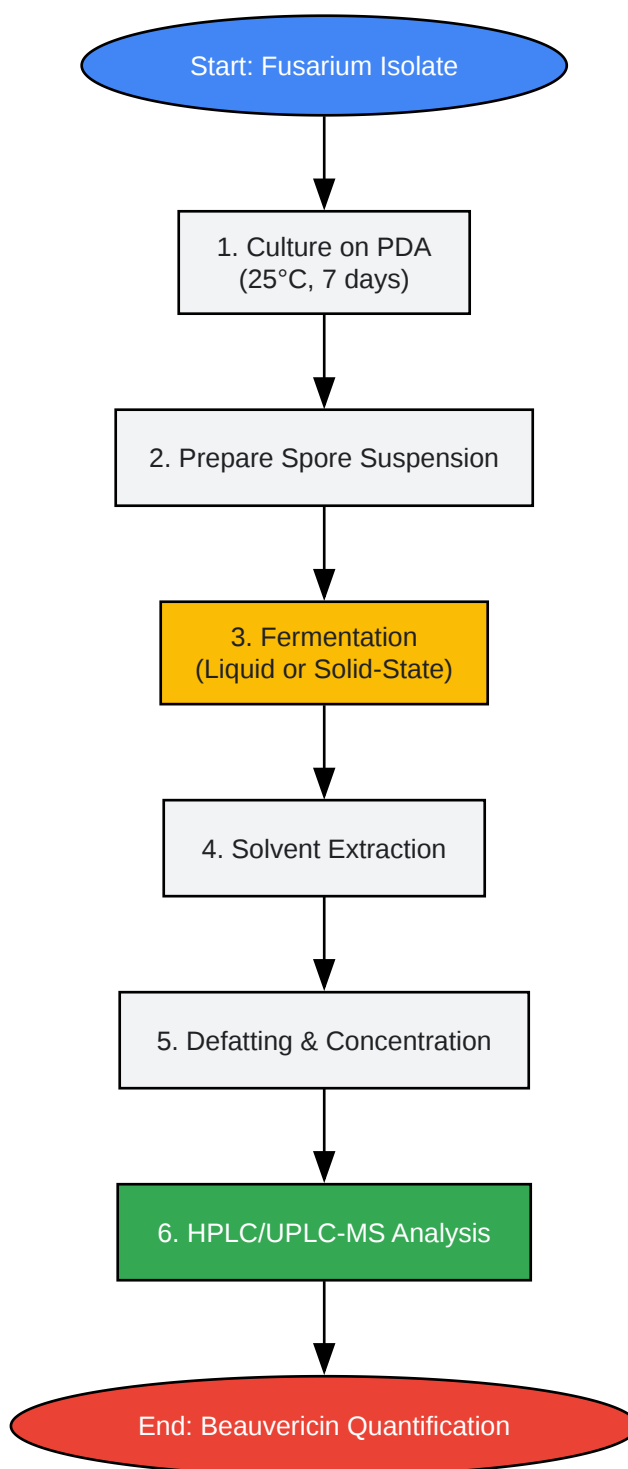 Start: Fusarium Isolate
1. Culture on PDA
(25°C, 7 days)
2. Prepare Spore Suspension
3. Fermentation
(Liquid or Solid-State)
4. Solvent Extraction
5. Defatting & Concentration
6. HPLC/UPLC-MS Analysis
End: Beauvericin Quantification